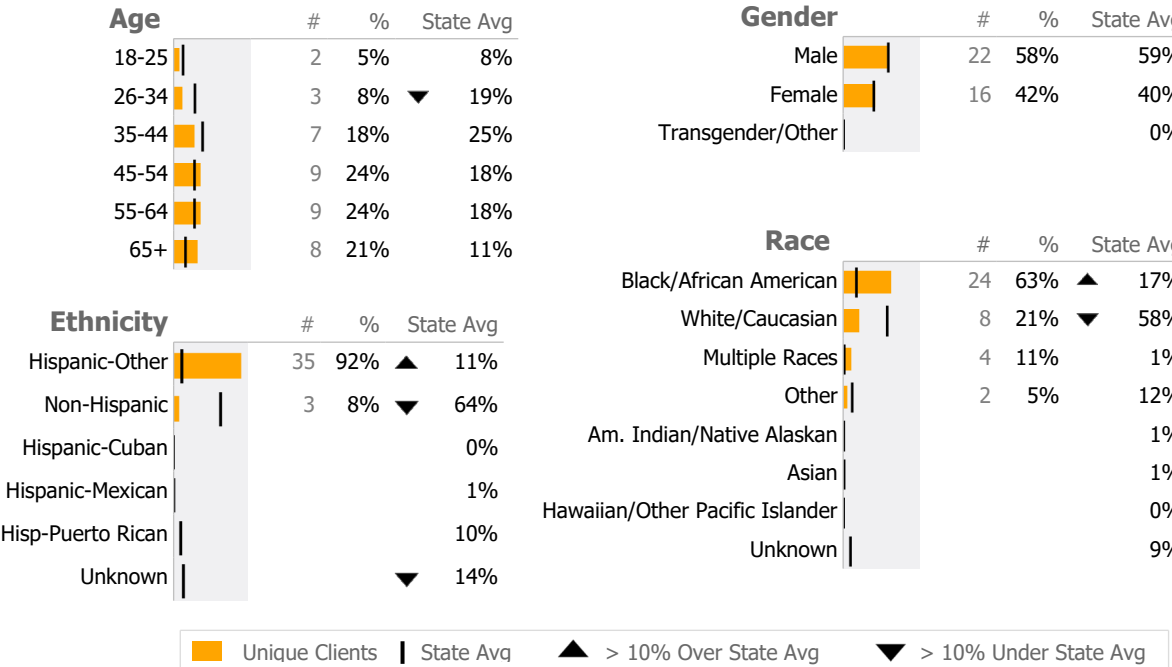 Age # % State Avg
18-25 2 5% 8%
26-34 3 8% ▼ 19%
35-44 7 18% 25%
45-54 9 24% 18%
55-64 9 24% 18%
65+ 8 21% 11%
Ethnicity # % State Avg
Hispanic-Other 35 92% ▲ 11%
Non-Hispanic 3 8% ▼ 64%
Hispanic-Cuban 0%
Hispanic-Mexican 1%
Hisp-Puerto Rican 10%
Unknown ▼ 14%
Gender # % State Avg
Male 22 58% 59%
Female 16 42% 40%
Transgender/Other 0%
Race # % State Avg
Black/African American 24 63% ▲ 17%
White/Caucasian 8 21% ▼ 58%
Multiple Races 4 11% 1%
Other 2 5% 12%
Am. Indian/Native Alaskan 1%
Asian 1%
Hawaiian/Other Pacific Islander 0%
Unknown 9%
Unique Clients State Avg ▲ > 10% Over State Avg ▼ > 10% Under State Avg